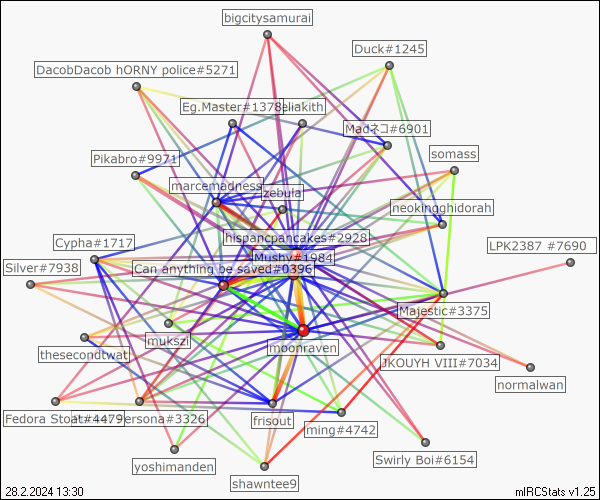 bigcitysamurai
Duck#1245
DacobDacob hORNY police#5271
Eg.Master#1378
eliakith
Madネコ#6901
Pikabro#9971
somass
marcemadness
zebula
neokingghidorah
hispancpancakes#2928
Cypha#1717
LPK2387 #7690
Mushy#1984
Silver#7938
Can anything be saved#0396
Majestic#3375
mukszi
moonraven
thesecondtwat
JKOUYH VIII#7034
normalwan
Fedora Stoat#4479
Persona#3326
frisout
ming#4742
yoshimanden
Swirly Boi#6154
shawntee9
28.2.2024 13:30
mIRCStats v1.25